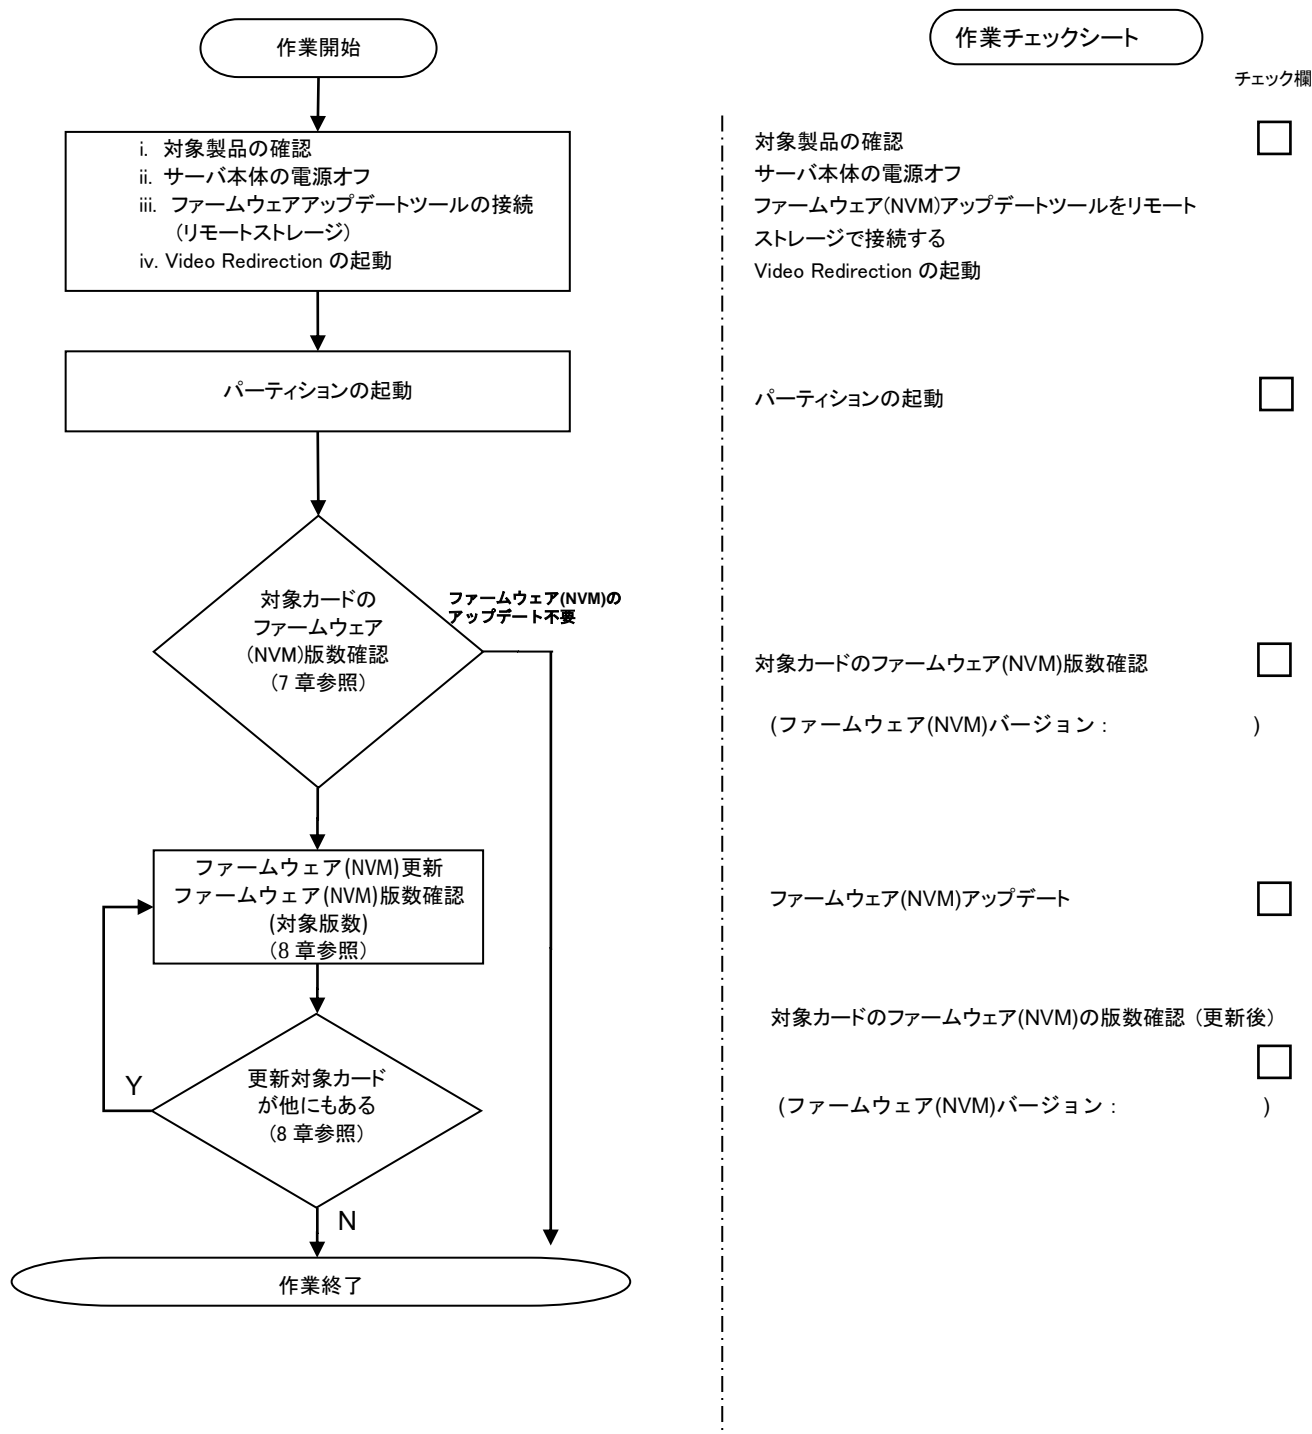 作業開始
i. 対象製品の確認
ii. サーバ本体の電源オフ
iii. ファームウェアアップデートツールの接続
(リモートストレージ)
iv. Video Redirection の起動
パーティションの起動
対象カードの
ファームウェア
(NVM)版数確認
(7 章参照)
ファームウェア(NVM)の
アップデート不要
ファームウェア(NVM)更新
ファームウェア(NVM)版数確認
(対象版数)
(8 章参照)
更新対象カード
が他にもある
(8 章参照)
Y
N
作業終了
作業チェックシート
チェック欄
対象製品の確認
サーバ本体の電源オフ
ファームウェア(NVM)アップデートツールをリモート
ストレージで接続する
Video Redirection の起動
パーティションの起動
対象カードのファームウェア(NVM)版数確認
(ファームウェア(NVM)バージョン : )
ファームウェア(NVM)アップデート
対象カードのファームウェア(NVM)の版数確認 (更新後)
(ファームウェア(NVM)バージョン : )